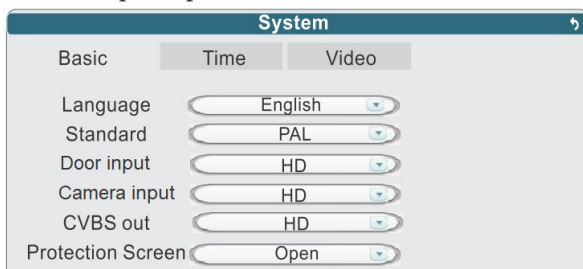 System
Basic Time Video
Language English
Standard PAL
Door input HD
Camera input HD
CVBS out HD
Protection Screen Open